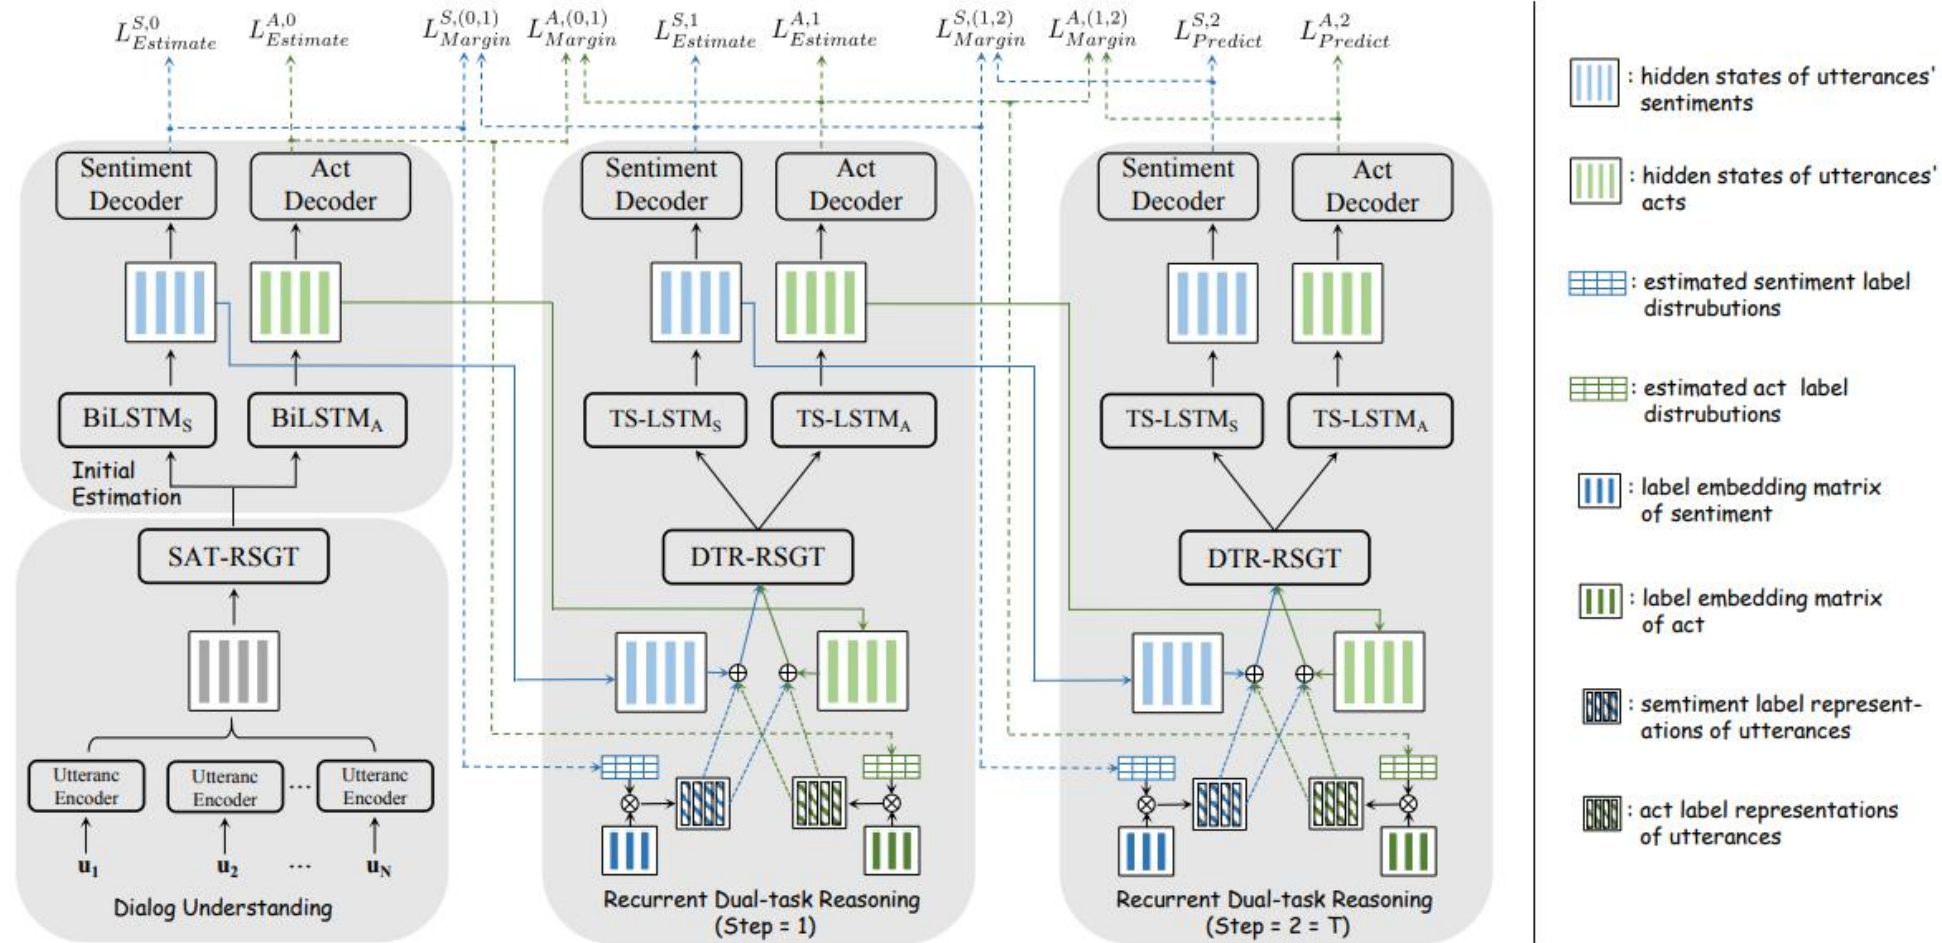 L^{S,0}_{Estimate} L^{A,0}_{Estimate} L^{S,(0,1)}_{Margin} L^{A,(0,1)}_{Margin} L^{S,1}_{Estimate} L^{A,1}_{Estimate} L^{S,(1,2)}_{Margin} L^{A,(1,2)}_{Margin} L^{S,2}_{Predict} L^{A,2}_{Predict}
Sentiment
Decoder
Act
Decoder
BiLSTM_S
BiLSTM_A
Initial
Estimation
SAT-RSGT
Utteranc
Encoder
Utteranc
Encoder
...
Utteranc
Encoder
u_1
u_2
...
u_N
Dialog Understanding
Sentiment
Decoder
Act
Decoder
TS-LSTM_S
TS-LSTM_A
DTR-RSGT
Recurrent Dual-task Reasoning
(Step = 1)
Sentiment
Decoder
Act
Decoder
TS-LSTM_S
TS-LSTM_A
DTR-RSGT
Recurrent Dual-task Reasoning
(Step = 2 = T)
: hidden states of utterances'
sentiments
: hidden states of utterances'
acts
: estimated sentiment label
distrubutions
: estimated act label
distrubutions
: label embedding matrix
of sentiment
: label embedding matrix
of act
: semtiment label represent-
ations of utterances
: act label representations
of utterances